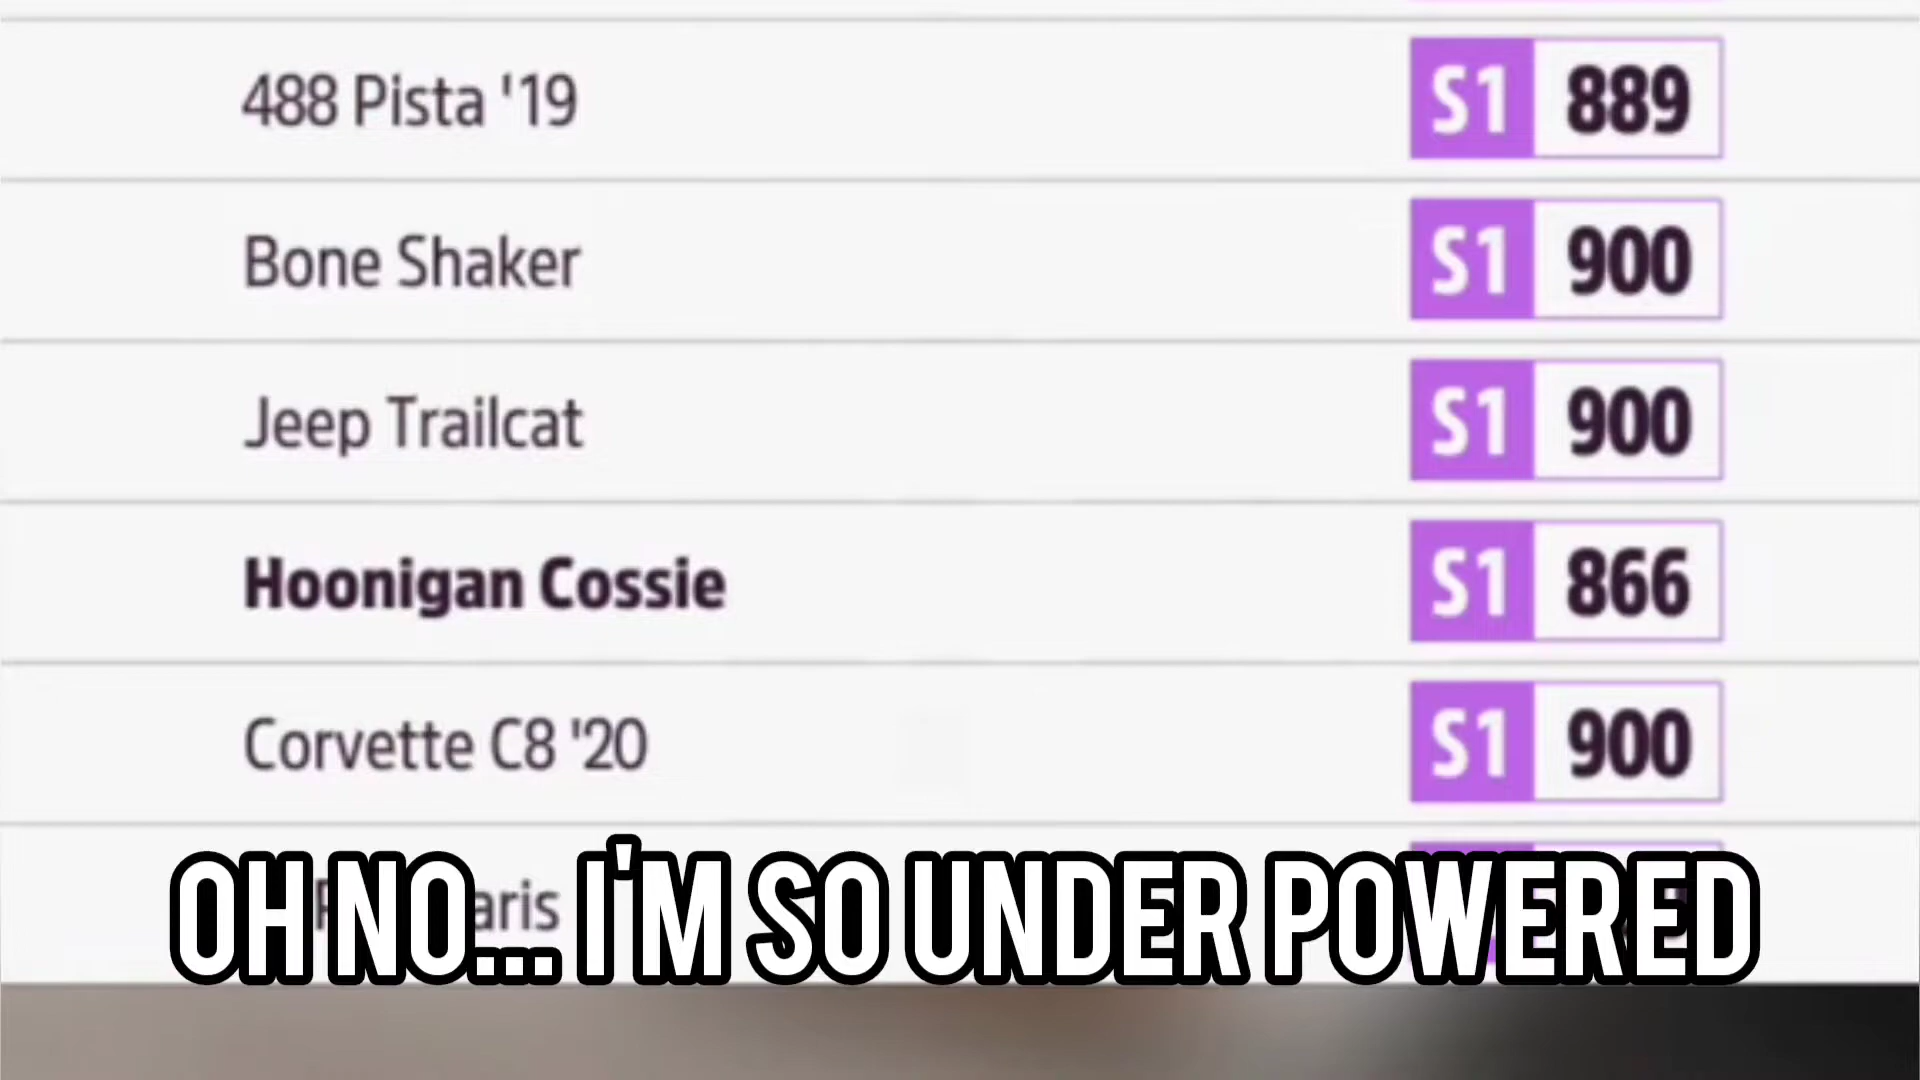 488 Pista '19 S1 889
Bone Shaker S1 900
Jeep Trailcat S1 900
Hoonigan Cossie S1 866
Corvette C8 '20 S1 900
OH NO... I'M SO UNDER POWERED